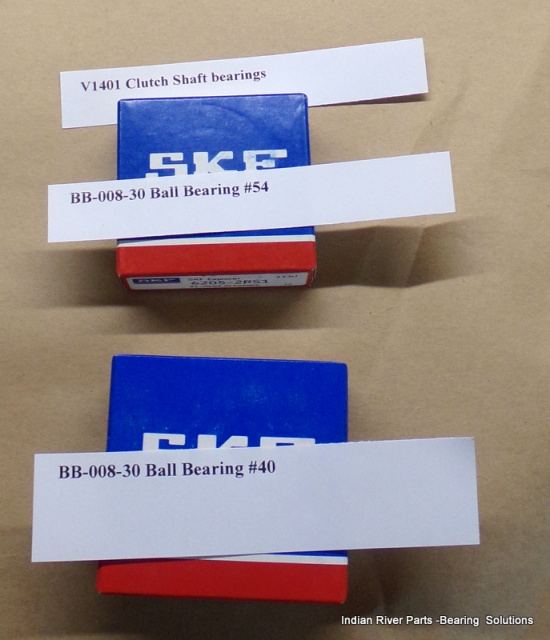 V1401 Clutch Shaft bearings
SKF
BB-008-30 Ball Bearing #54
SKF
6205-2RS1
SKF
BB-008-30 Ball Bearing #40
Indian River Parts -Bearing Solutions